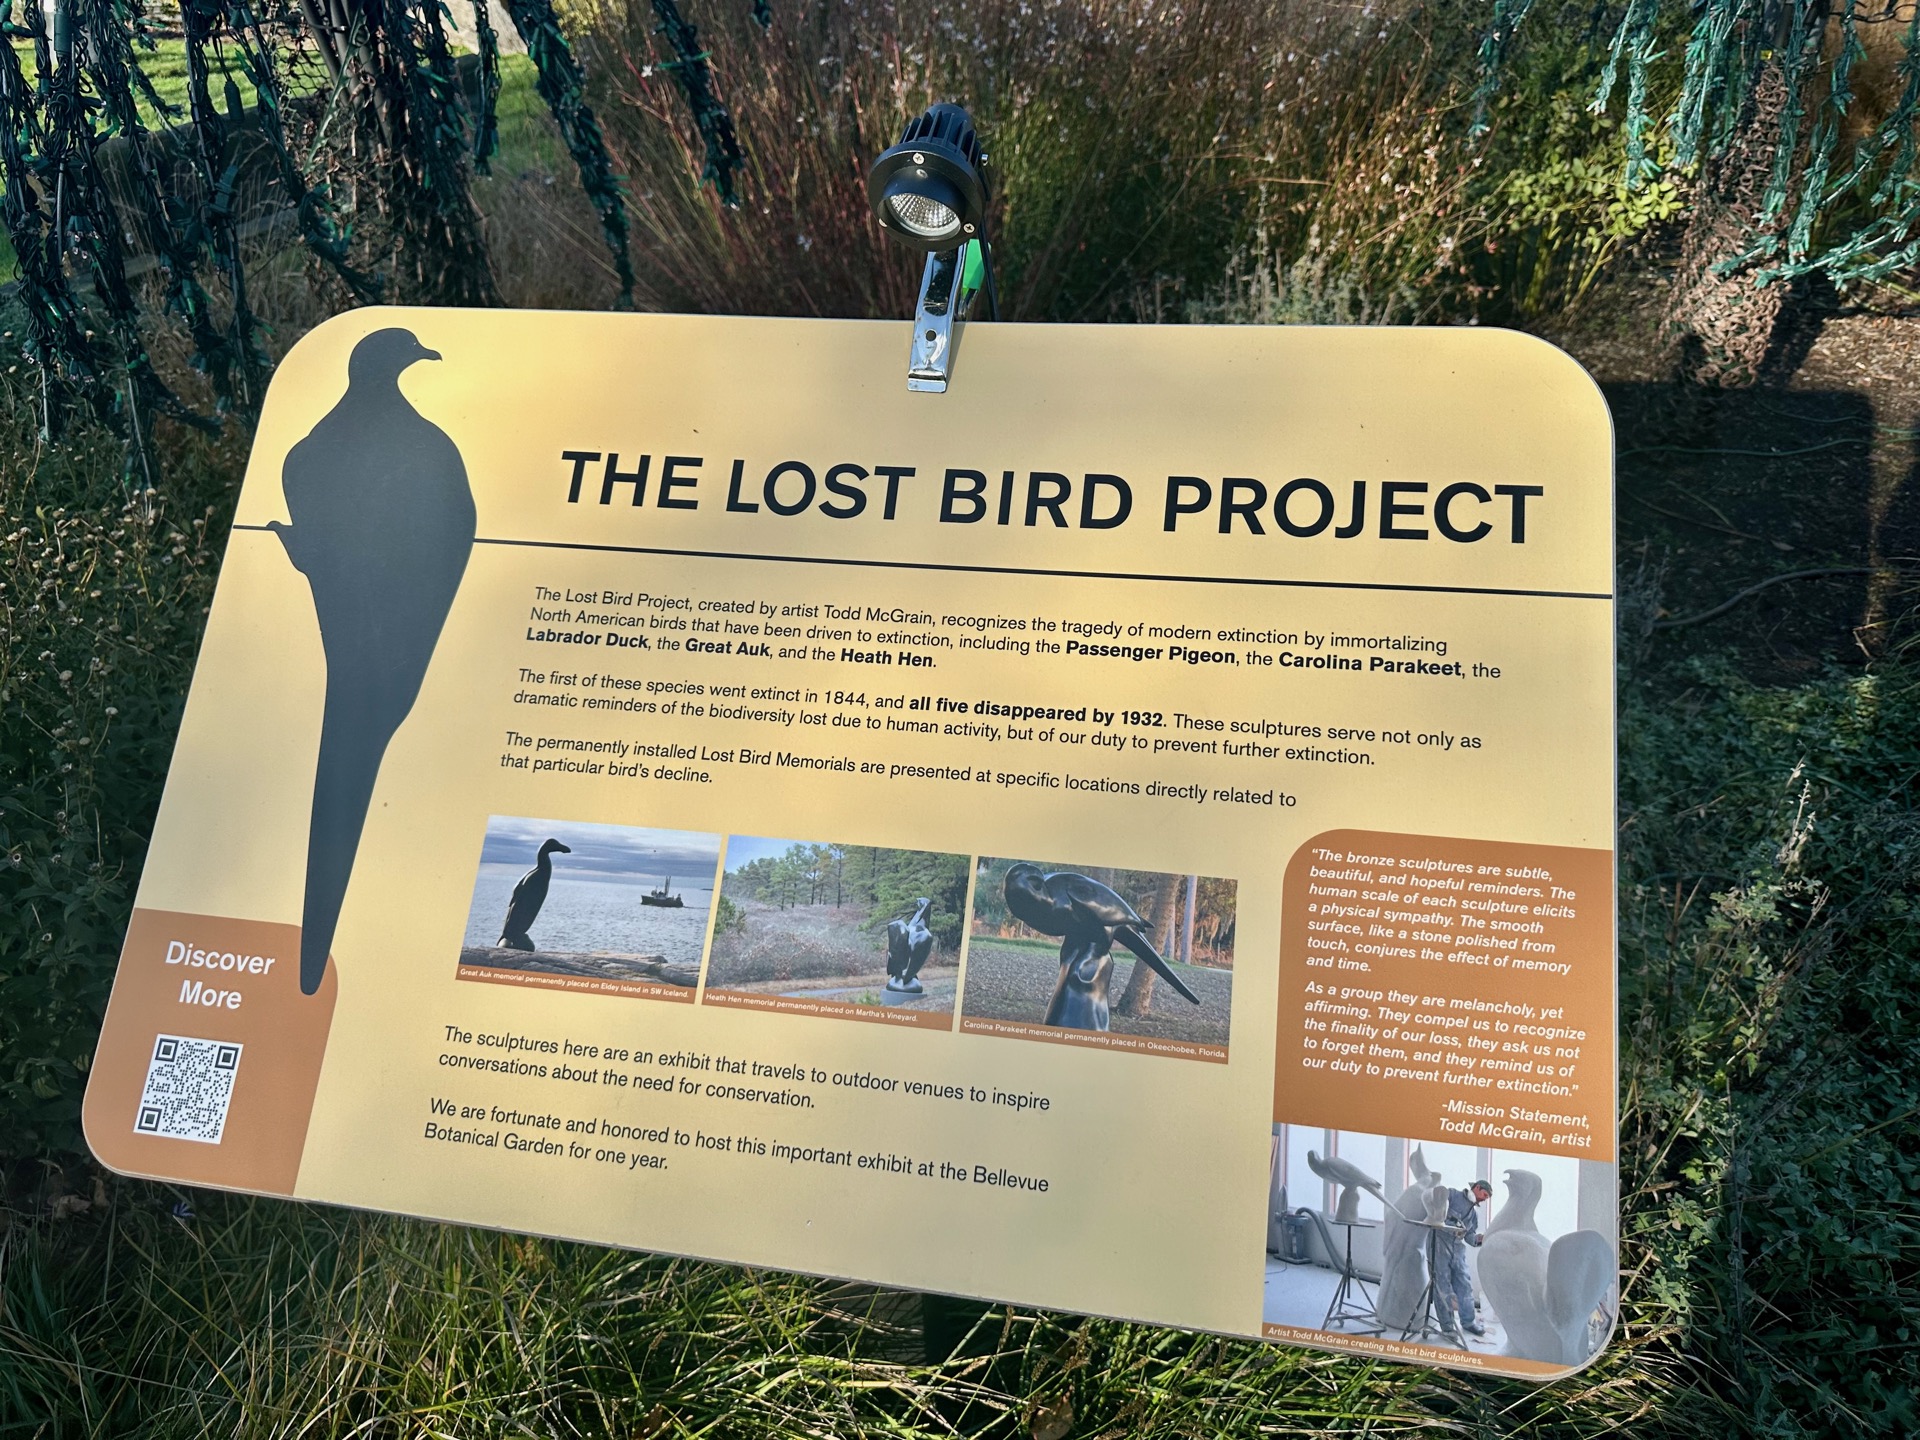 THE LOST BIRD PROJECT
The Lost Bird Project, created by artist Todd McGrain, recognizes the tragedy of modern extinction by immortalizing
North American birds that have been driven to extinction, including the Passenger Pigeon, the Carolina Parakeet, the
Labrador Duck, the Great Auk, and the Heath Hen.
The first of these species went extinct in 1844, and all five disappeared by 1932. These sculptures serve not only as
dramatic reminders of the biodiversity lost due to human activity, but of our duty to prevent further extinction.
The permanently installed Lost Bird Memorials are presented at specific locations directly related to
that particular bird's decline.
Great Auk memorial permanently placed on Eldey Island in SW Iceland.
Heath Hen memorial permanently placed on Martha's Vineyard.
Carolina Parakeet memorial permanently placed in Okeechobee, Florida.
The sculptures here are an exhibit that travels to outdoor venues to inspire
conversations about the need for conservation.
We are fortunate and honored to host this important exhibit at the Bellevue
Botanical Garden for one year.
Discover
More
"The bronze sculptures are subtle,
beautiful, and hopeful reminders. The
human scale of each sculpture elicits
a physical sympathy. The smooth
surface, like a stone polished from
touch, conjures the effect of memory
and time.
As a group they are melancholy, yet
affirming. They compel us to recognize
the finality of our loss, they ask us not
to forget them, and they remind us of
our duty to prevent further extinction."
-Mission Statement,
Todd McGrain, artist
Artist Todd McGrain creating the lost bird sculptures.